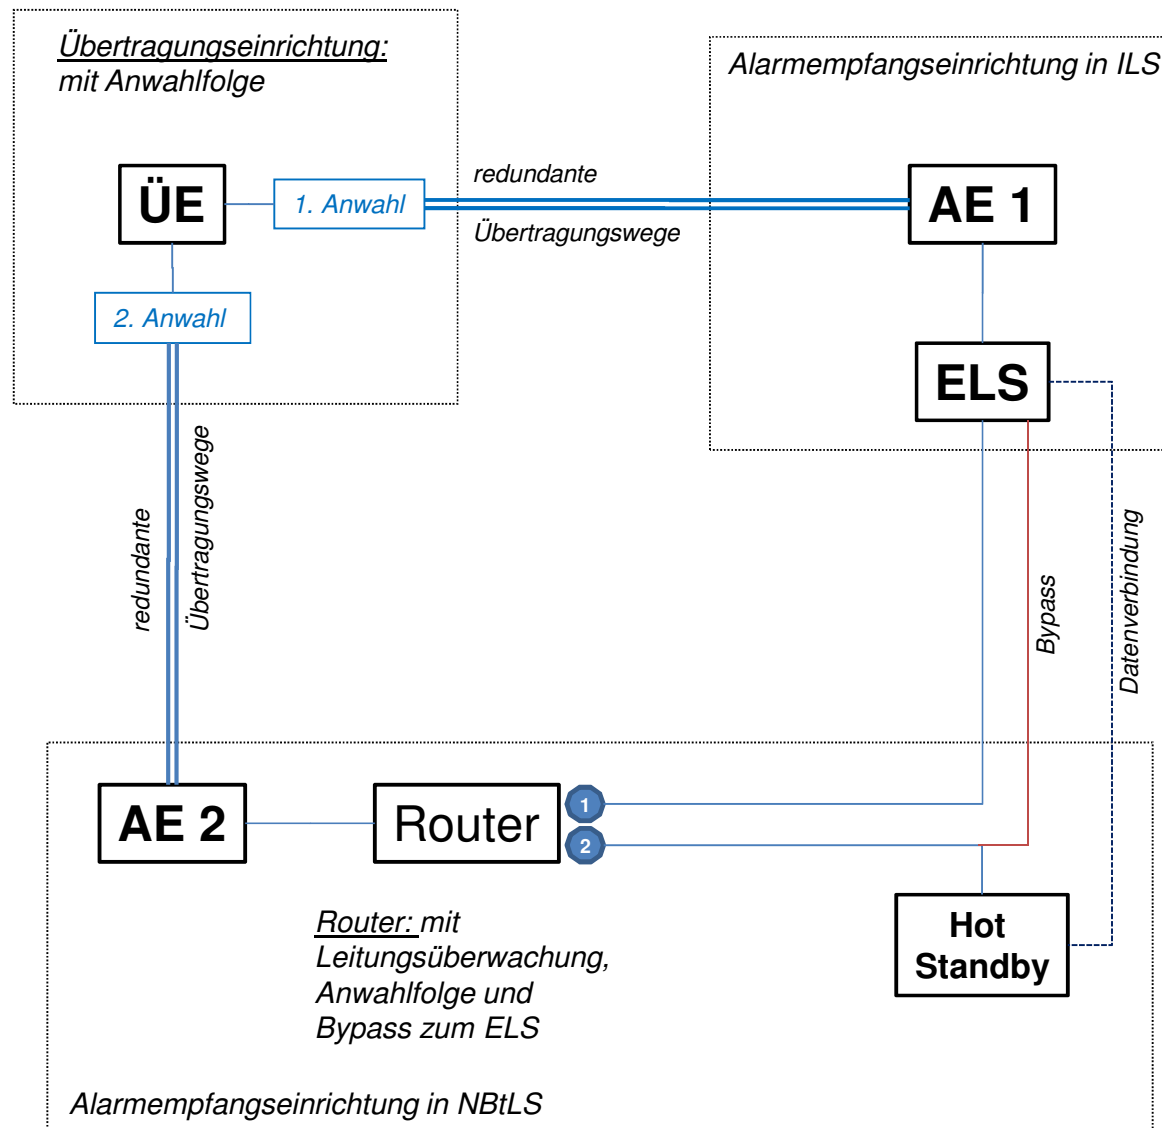 Übertragungseinrichtung:
mit Anwahlfolge
Alarmempfangseinrichtung in ILS
ÜE
1. Anwahl
redundante
Übertragungswege
AE 1
2. Anwahl
ELS
redundante
Übertragungswege
Bypass
Datenverbindung
AE 2
Router
1
2
Router: mit
Leitungsüberwachung,
Anwahlfolge und
Bypass zum ELS
Hot
Standby
Alarmempfangseinrichtung in NBtLS